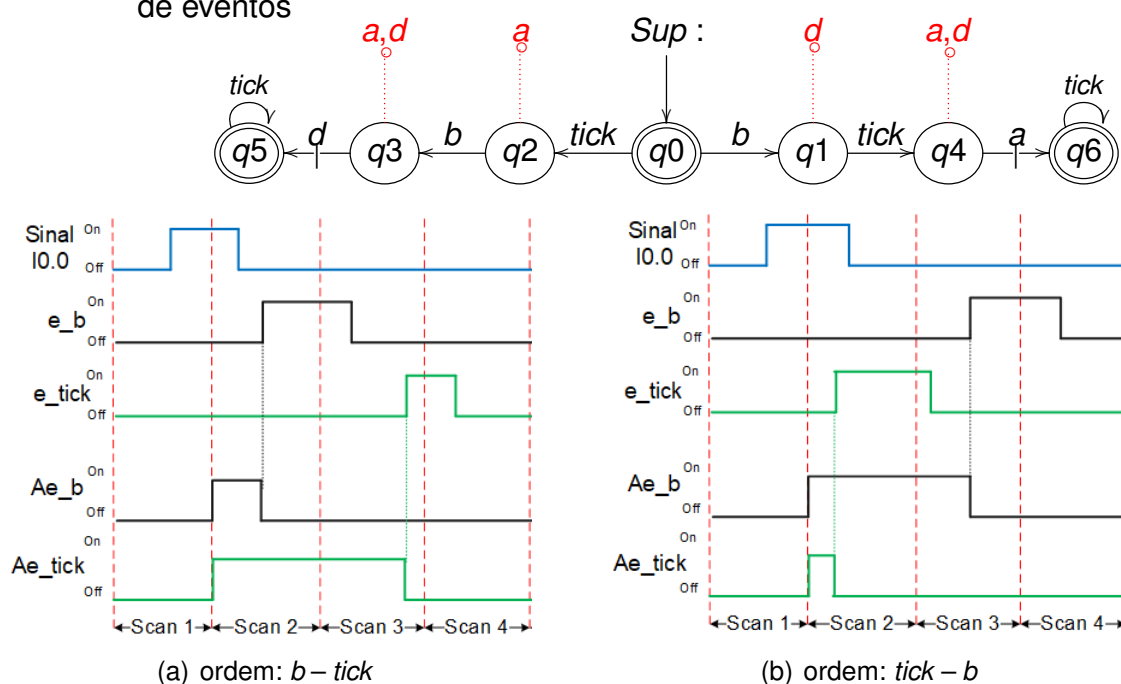 de eventos
a,d
a
Sup :
d
a,d
tick
tick
q5
d
q3
b
q2
tick
q0
b
q1
tick
q4
a
q6
Sinal
I0.0
On
Off
e_b
On
Off
e_tick
On
Off
Ae_b
On
Off
Ae_tick
On
Off
Scan 1
Scan 2
Scan 3
Scan 4
(a) ordem: b – tick
Sinal
I0.0
On
Off
e_b
On
Off
e_tick
On
Off
Ae_b
On
Off
Ae_tick
On
Off
Scan 1
Scan 2
Scan 3
Scan 4
(b) ordem: tick – b